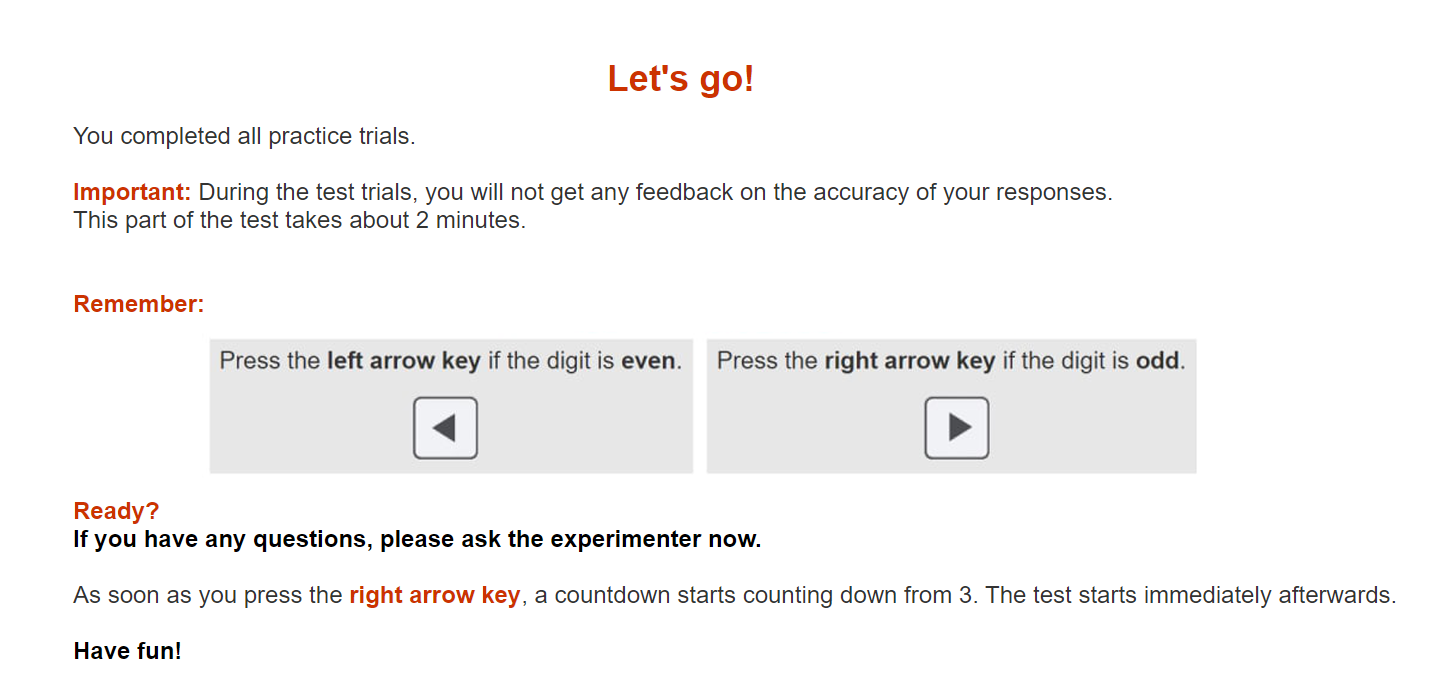 Let's go!
You completed all practice trials.
Important: During the test trials, you will not get any feedback on the accuracy of your responses.
This part of the test takes about 2 minutes.
Remember:
Press the left arrow key if the digit is even.
Press the right arrow key if the digit is odd.
Ready?
If you have any questions, please ask the experimenter now.
As soon as you press the right arrow key, a countdown starts counting down from 3. The test starts immediately afterwards.
Have fun!